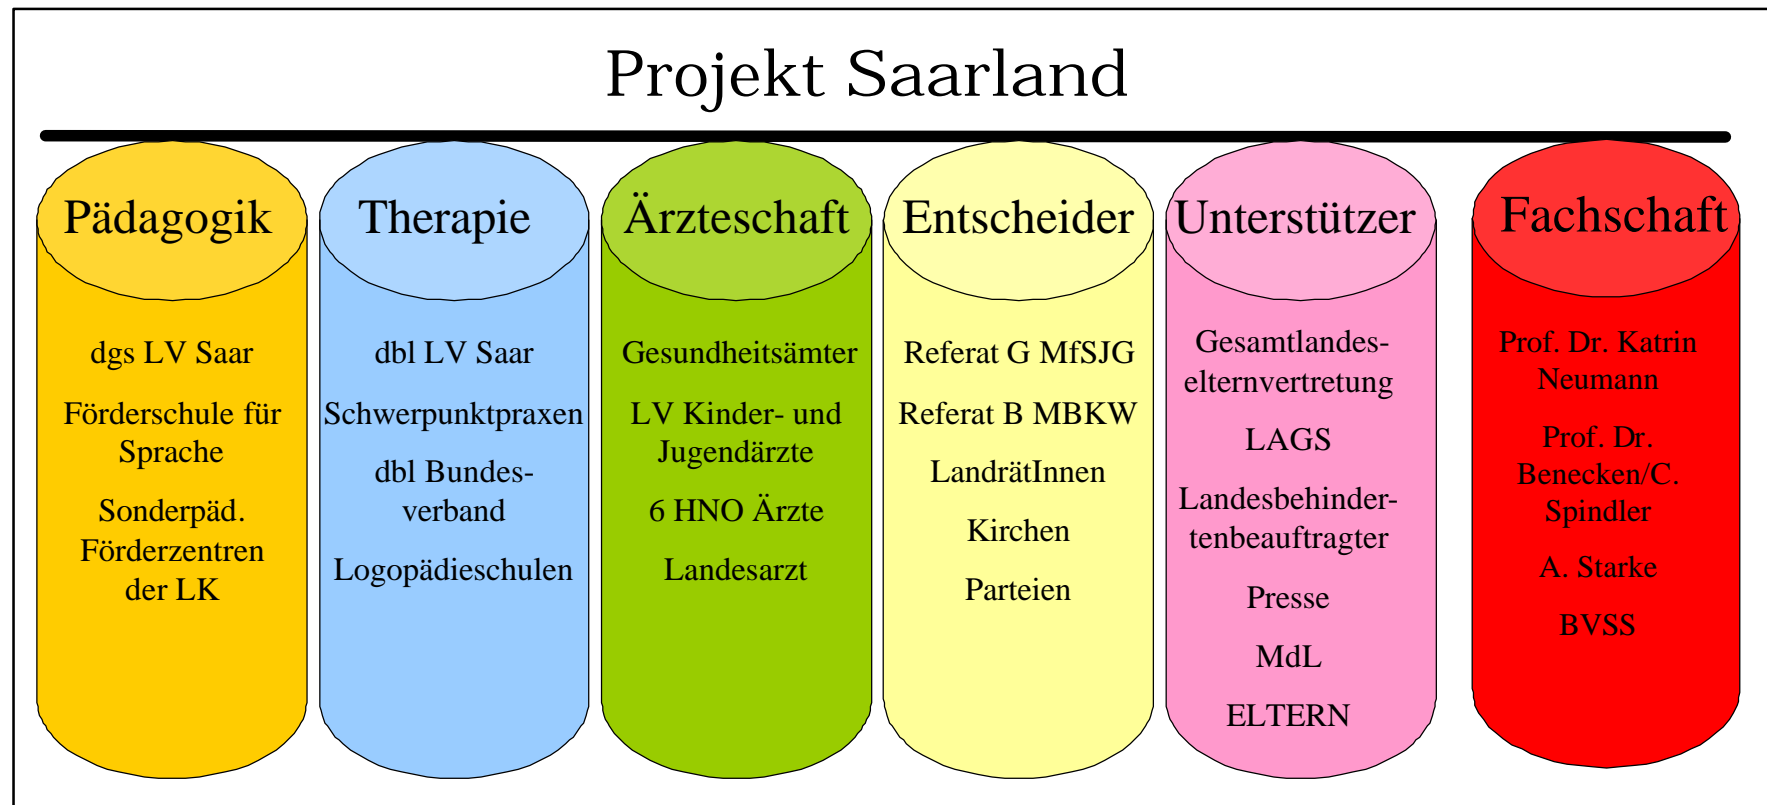 Projekt Saarland
Pädagogik
dgs LV Saar
Förderschule für
Sprache
Sonderpäd.
Förderzentren
der LK
Therapie
dbl LV Saar
Schwerpunktpraxen
dbl Bundes-
verband
Logopädieschulen
Ärzteschaft
Gesundheitsämter
LV Kinder- und
Jugendärzte
6 HNO Ärzte
Landesarzt
Entscheider
Referat G MfSJG
Referat B MBKW
LandrätInnen
Kirchen
Parteien
Unterstützer
Gesamtlandes-
elternvertretung
LAGS
Landesbehinder-
tenbeauftragter
Presse
MdL
ELTERN
Fachschaft
Prof. Dr. Katrin
Neumann
Prof. Dr.
Benecken/C.
Spindler
A. Starke
BVSS